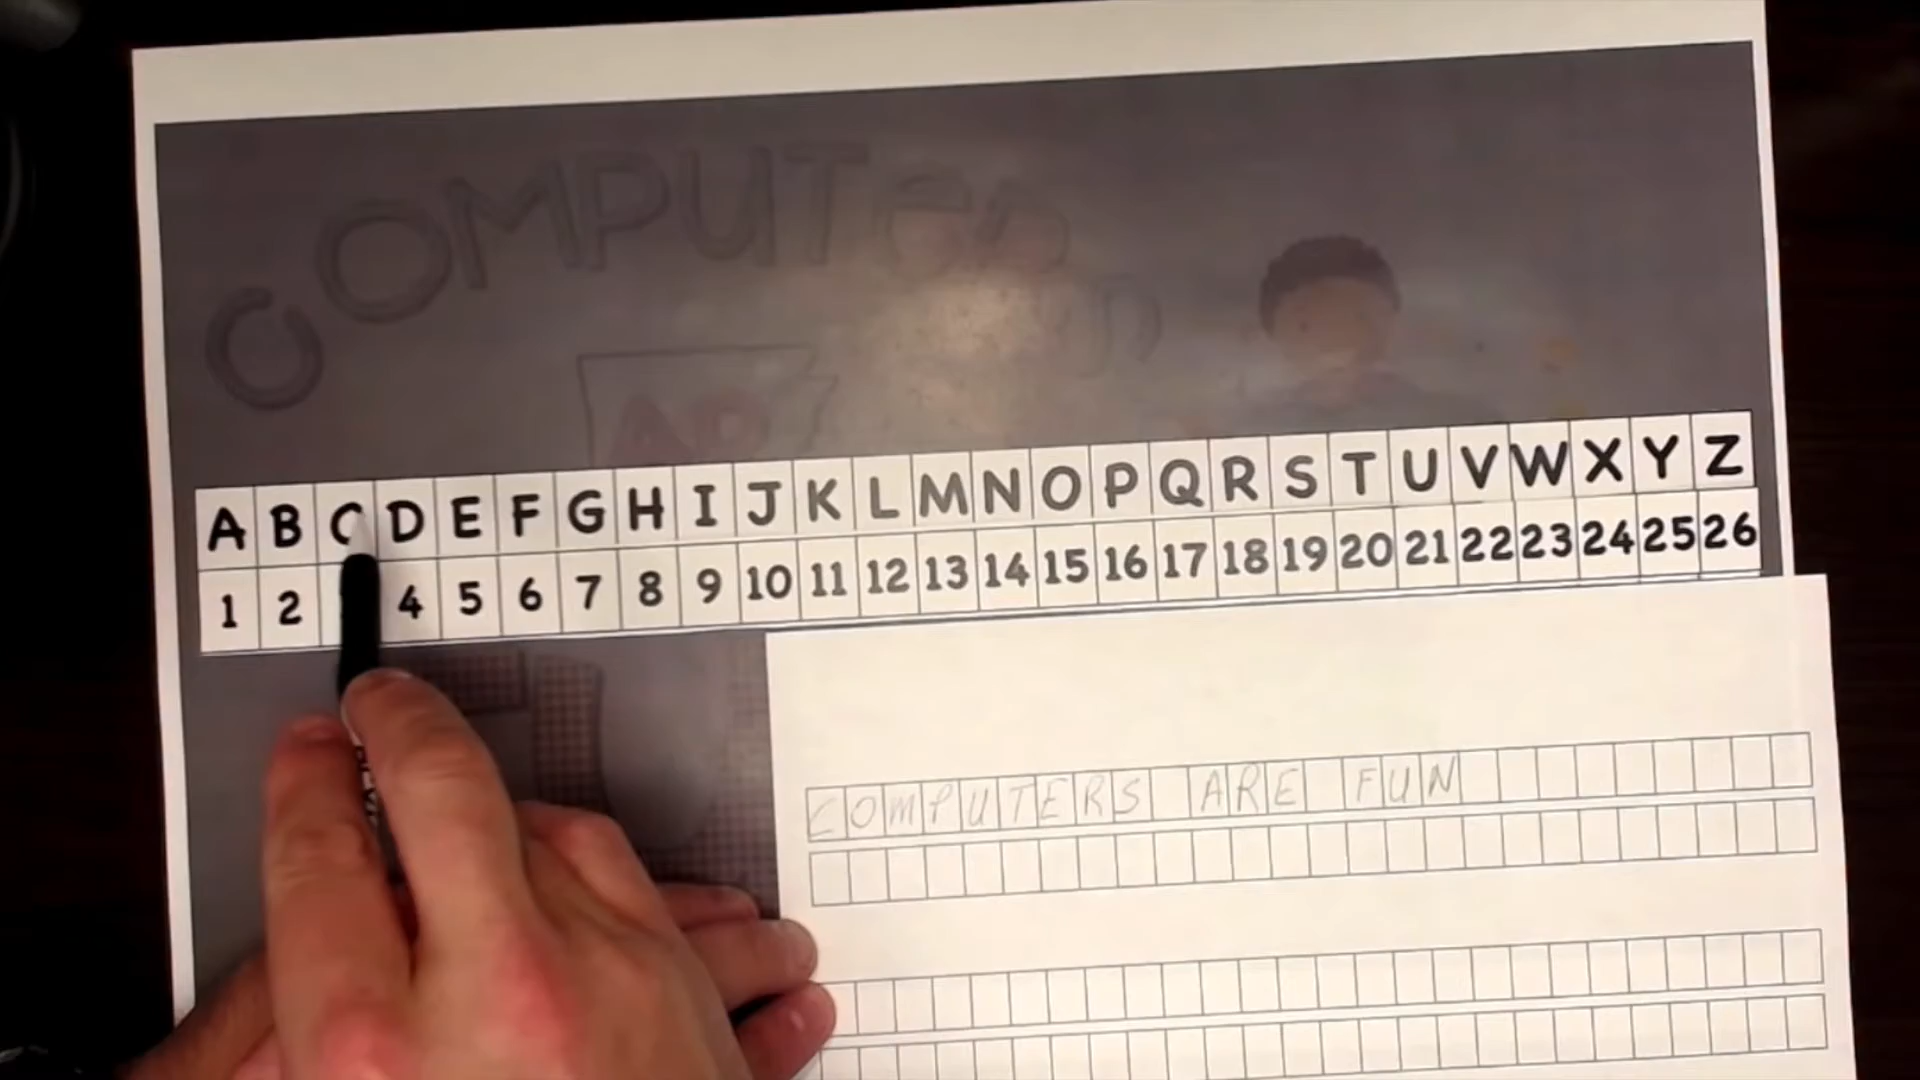 COMPUTER
A B C D E F G H I J K L M N O P Q R S T U V W X Y Z
1 2 4 5 6 7 8 9 10 11 12 13 14 15 16 17 18 19 20 21 22 23 24 25 26
COMPUTERS ARE FUN